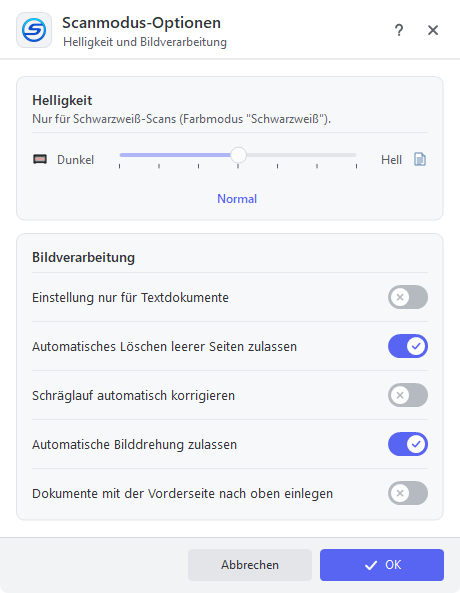 Scanmodus-Optionen
Helligkeit und Bildverarbeitung
?
Helligkeit
Nur für Schwarzweiß-Scans (Farbmodus "Schwarzweiß").
Dunkel
Hell
Normal
Bildverarbeitung
Einstellung nur für Textdokumente
Automatisches Löschen leerer Seiten zulassen
Schräglauf automatisch korrigieren
Automatische Bilddrehung zulassen
Dokumente mit der Vorderseite nach oben einlegen
Abbrechen
OK